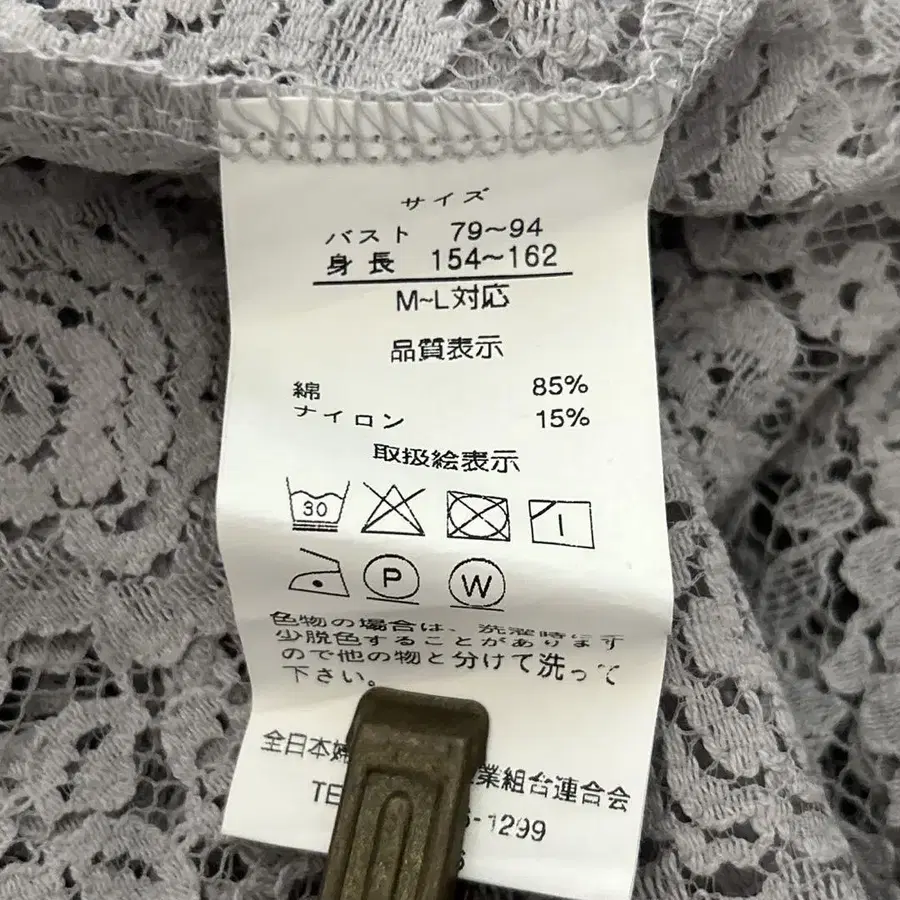 サイズ
バスト 79~94
身長 154~162
M~L対応
品質表示
綿 85%
ナイロン 15%
取扱絵表示
30
P W
色物の場合は、洗濯時に
少脱色することがあります
ので他の物と分けて洗って
下さい。
全日本婦 業組合連合会
TE -1299